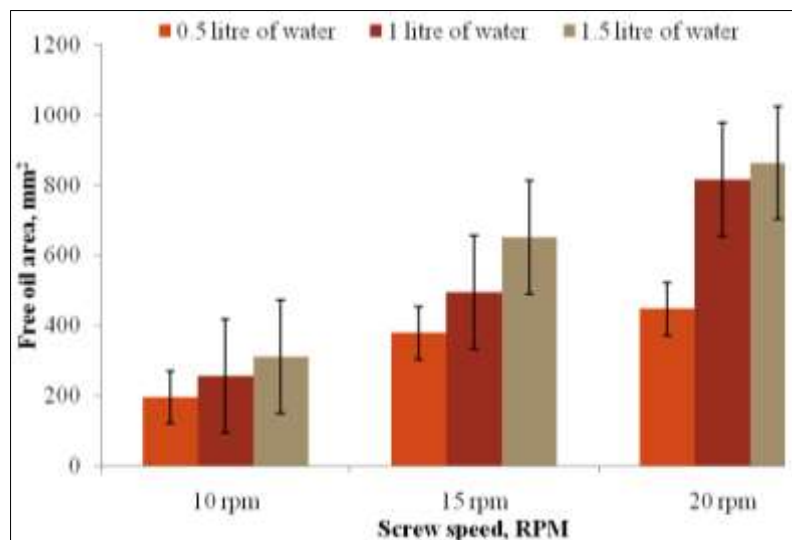 1200
0.5 litre of water 1 litre of water 1.5 litre of water
1000
800
600
400
200
0
Free oil area, mm²
10 rpm 15 rpm 20 rpm
Screw speed, RPM